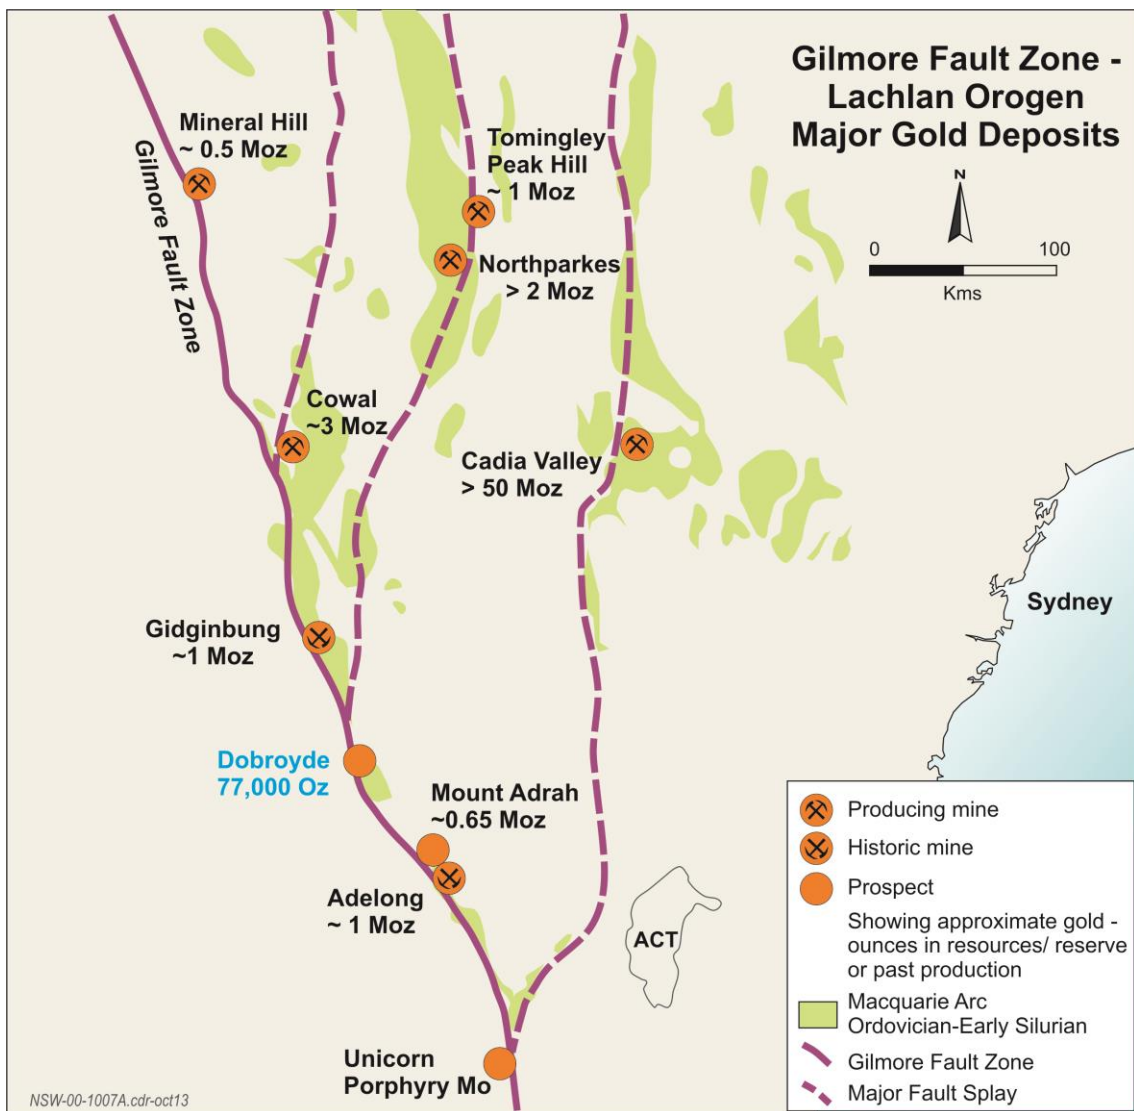 Gilmore Fault Zone -
Lachlan Orogen
Major Gold Deposits
N
0
100
Kms
Mineral Hill
~ 0.5 Moz
Gilmore Fault Zone
Tomingley
Peak Hill
~ 1 Moz
Northparkes
> 2 Moz
Cowal
~3 Moz
Cadia Valley
> 50 Moz
Sydney
Gidginbung
~1 Moz
Dobroyde
77,000 Oz
Mount Adrah
~0.65 Moz
Adelong
~ 1 Moz
ACT
Unicorn
Porphyry Mo
Producing mine
Historic mine
Prospect
Showing approximate gold -
ounces in resources/ reserve
or past production
Macquarie Arc
Ordovician-Early Silurian
Gilmore Fault Zone
Major Fault Splay
NSW-00-1007A.cdr-oct13